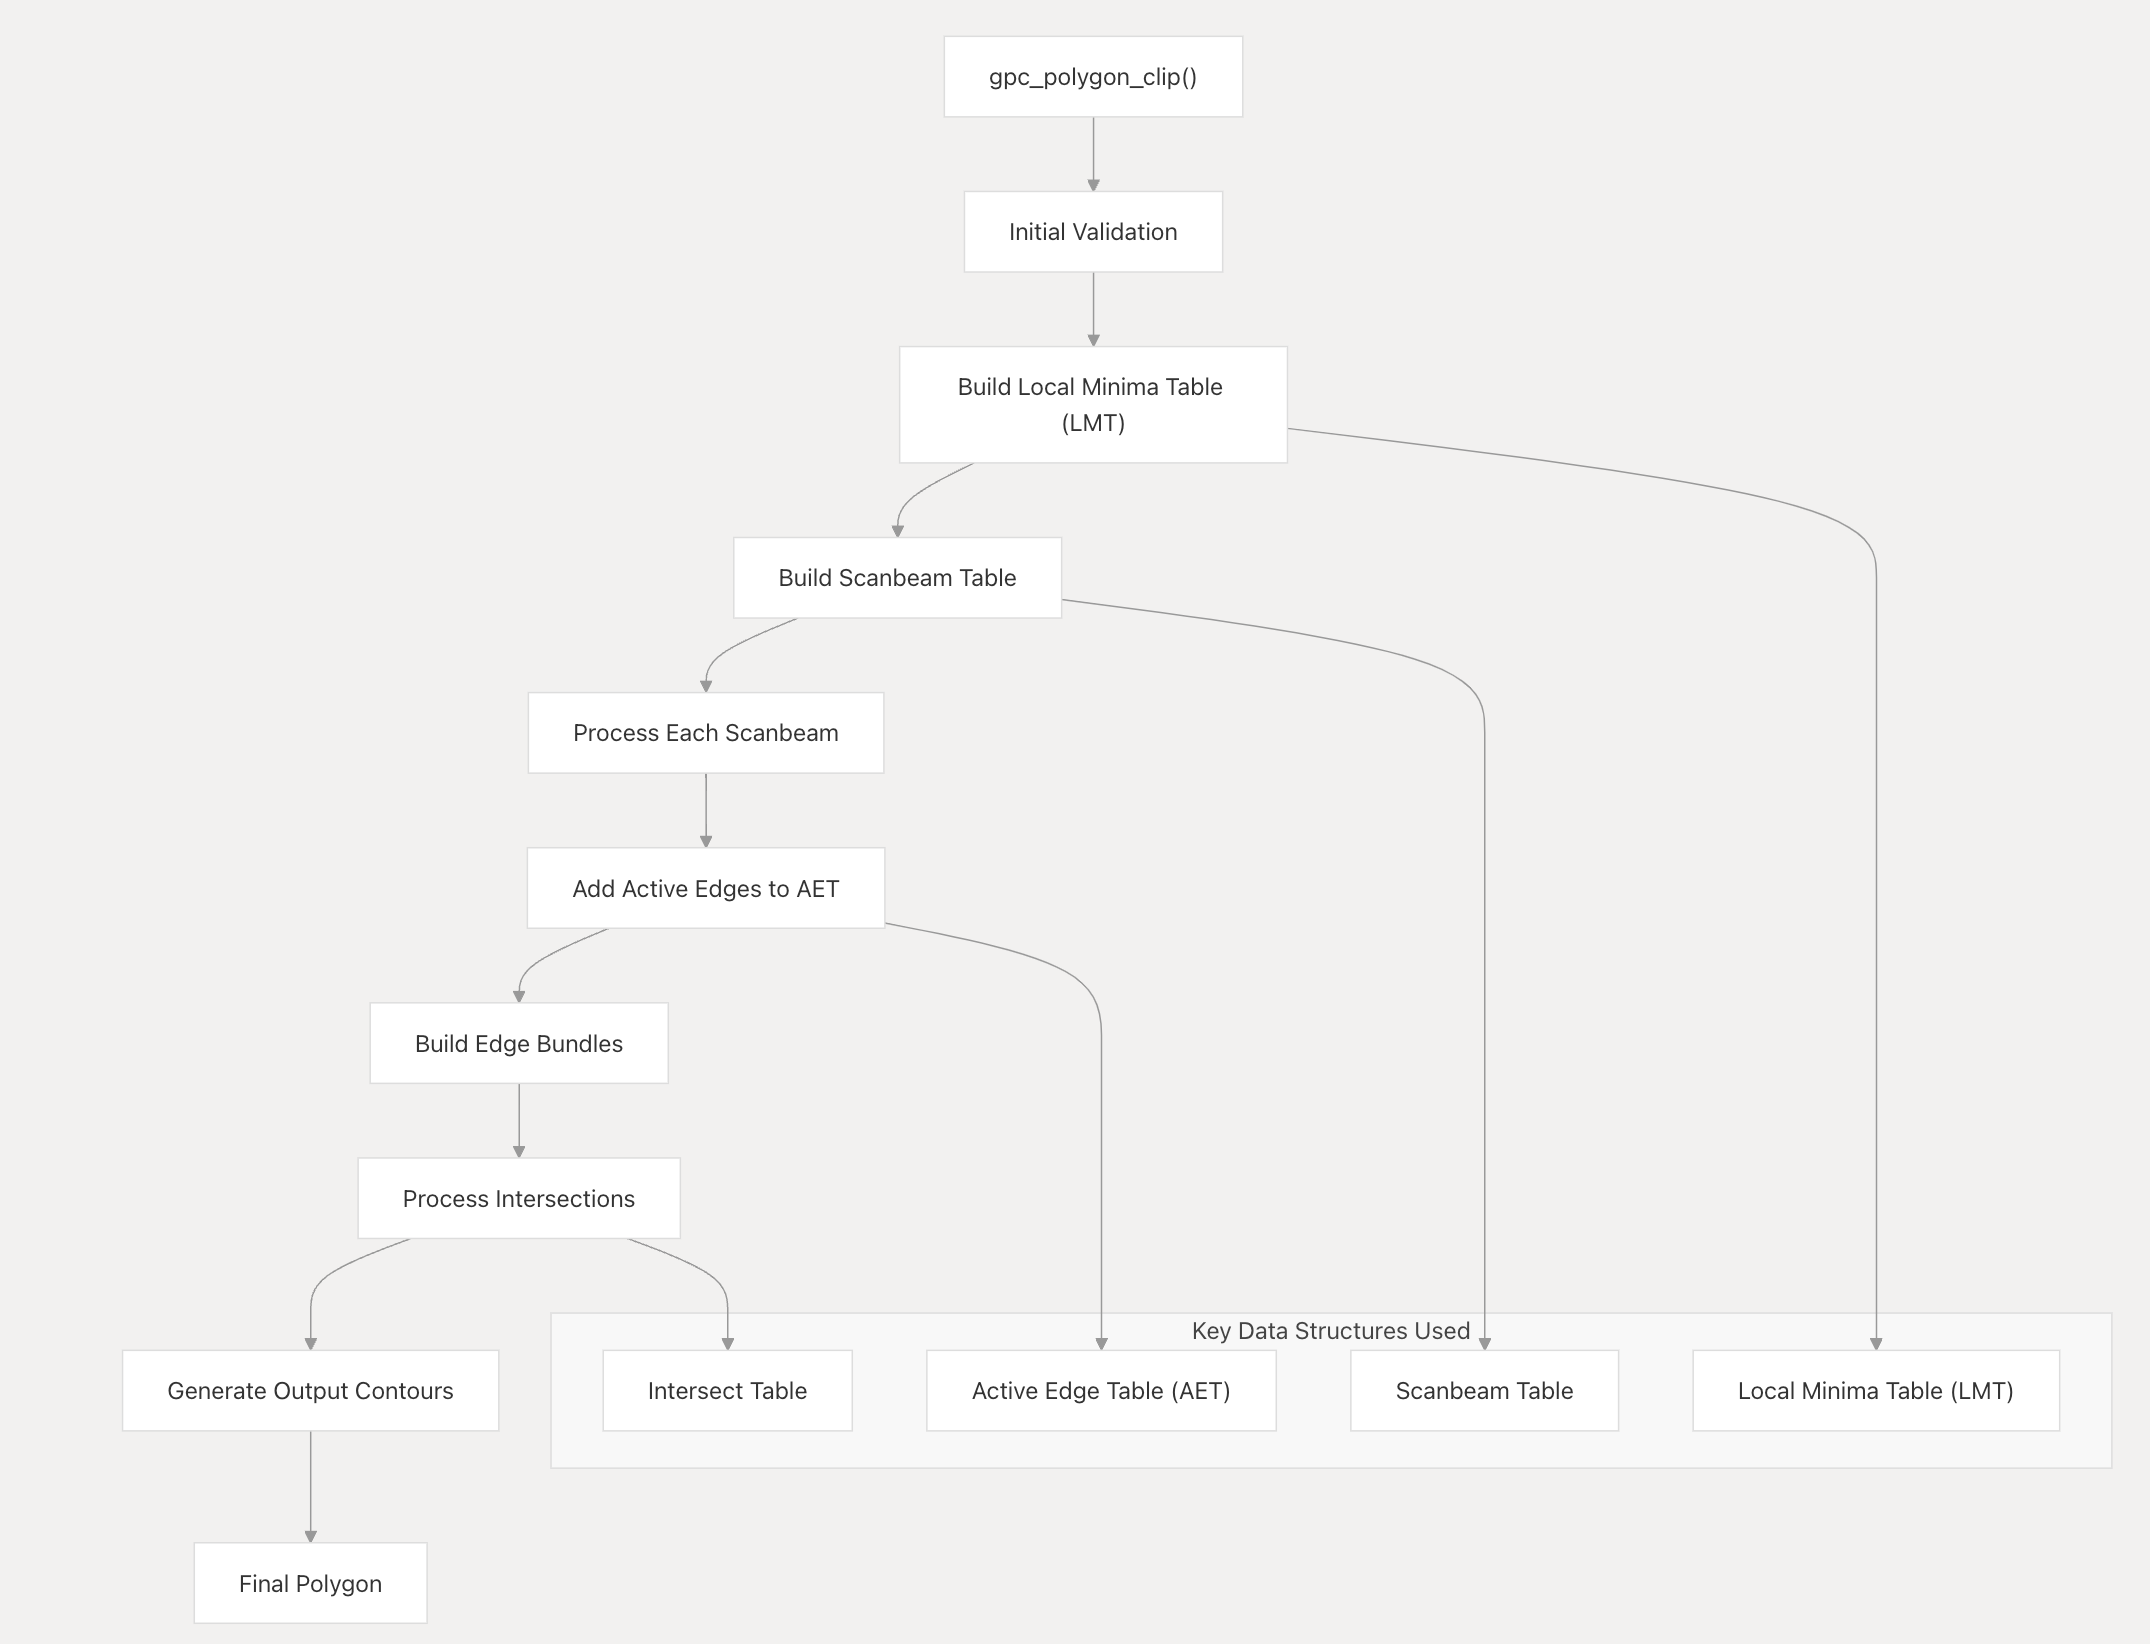 gpc_polygon_clip()
Initial Validation
Build Local Minima Table
(LMT)
Build Scanbeam Table
Process Each Scanbeam
Add Active Edges to AET
Build Edge Bundles
Process Intersections
Key Data Structures Used
Generate Output Contours
Intersect Table
Active Edge Table (AET)
Scanbeam Table
Local Minima Table (LMT)
Final Polygon